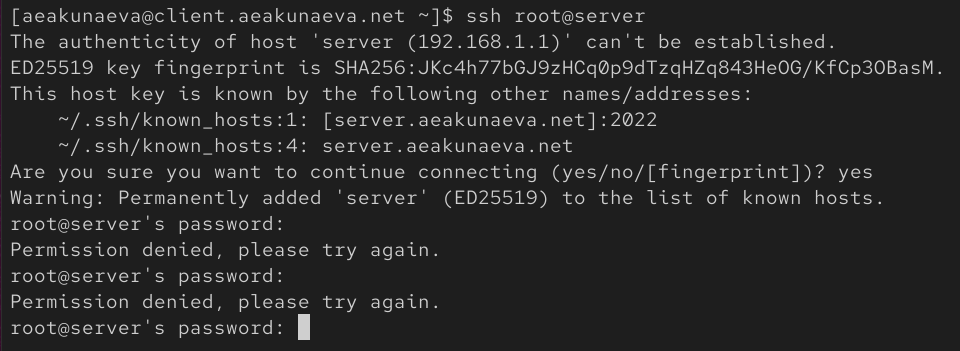 [aeakunaeva@client.aeakunaeva.net ~]$ ssh root@server
The authenticity of host 'server (192.168.1.1)' can't be established.
ED25519 key fingerprint is SHA256:JKc4h77bGJ9zHCq0p9dTzqHZq843HeOG/KfCp3OBasM.
This host key is known by the following other names/addresses:
    ~/.ssh/known_hosts:1: [server.aeakunaeva.net]:2022
    ~/.ssh/known_hosts:4: server.aeakunaeva.net
Are you sure you want to continue connecting (yes/no/[fingerprint])? yes
Warning: Permanently added 'server' (ED25519) to the list of known hosts.
root@server's password:
Permission denied, please try again.
root@server's password:
Permission denied, please try again.
root@server's password: